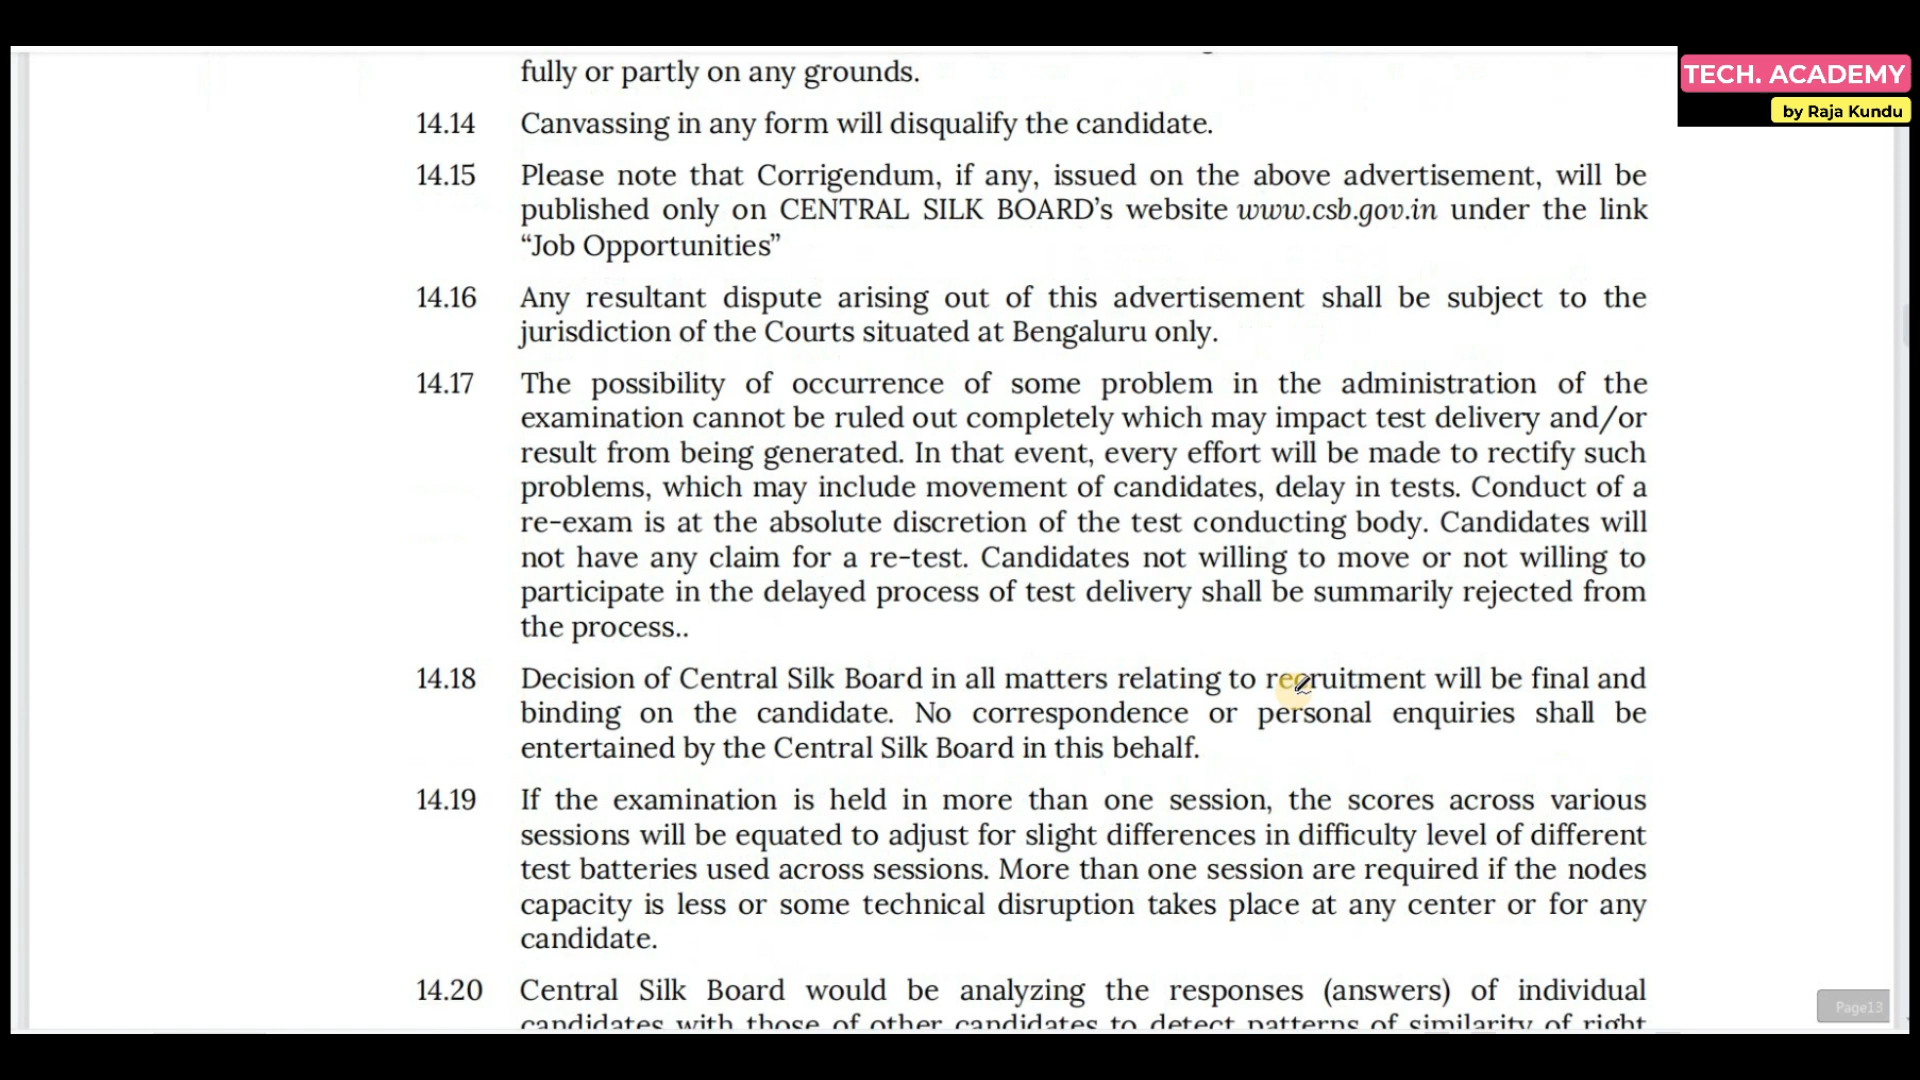 fully or partly on any grounds.
TECH. ACADEMY
by Raja Kundu
14.14 Canvassing in any form will disqualify the candidate.
14.15 Please note that Corrigendum, if any, issued on the above advertisement, will be
published only on CENTRAL SILK BOARD’s website www.csb.gov.in under the link
“Job Opportunities”
14.16 Any resultant dispute arising out of this advertisement shall be subject to the
jurisdiction of the Courts situated at Bengaluru only.
14.17 The possibility of occurrence of some problem in the administration of the
examination cannot be ruled out completely which may impact test delivery and/or
result from being generated. In that event, every effort will be made to rectify such
problems, which may include movement of candidates, delay in tests. Conduct of a
re-exam is at the absolute discretion of the test conducting body. Candidates will
not have any claim for a re-test. Candidates not willing to move or not willing to
participate in the delayed process of test delivery shall be summarily rejected from
the process..
14.18 Decision of Central Silk Board in all matters relating to recruitment will be final and
binding on the candidate. No correspondence or personal enquiries shall be
entertained by the Central Silk Board in this behalf.
14.19 If the examination is held in more than one session, the scores across various
sessions will be equated to adjust for slight differences in difficulty level of different
test batteries used across sessions. More than one session are required if the nodes
capacity is less or some technical disruption takes place at any center or for any
candidate.
14.20 Central Silk Board would be analyzing the responses (answers) of individual
candidates with those of other candidates to detect patterns of similarity of right
Page13